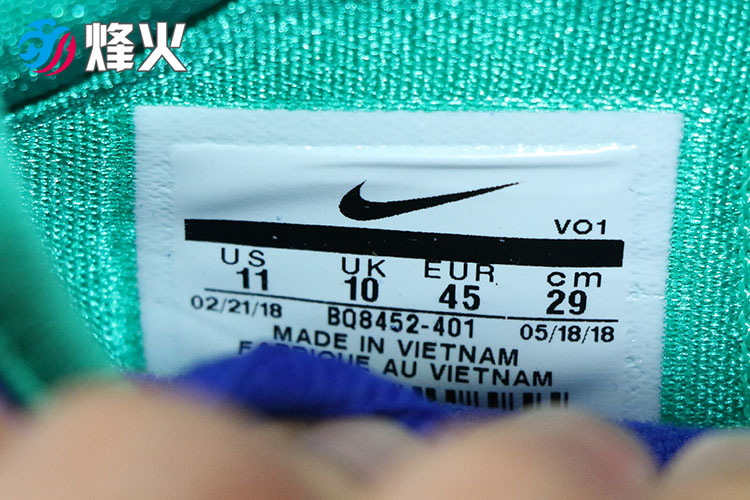 烽火
VO1
US UK EUR cm
11 10 45 29
02/21/18 BQ8452-401 05/18/18
MADE IN VIETNAM
FABRIQUE AU VIETNAM